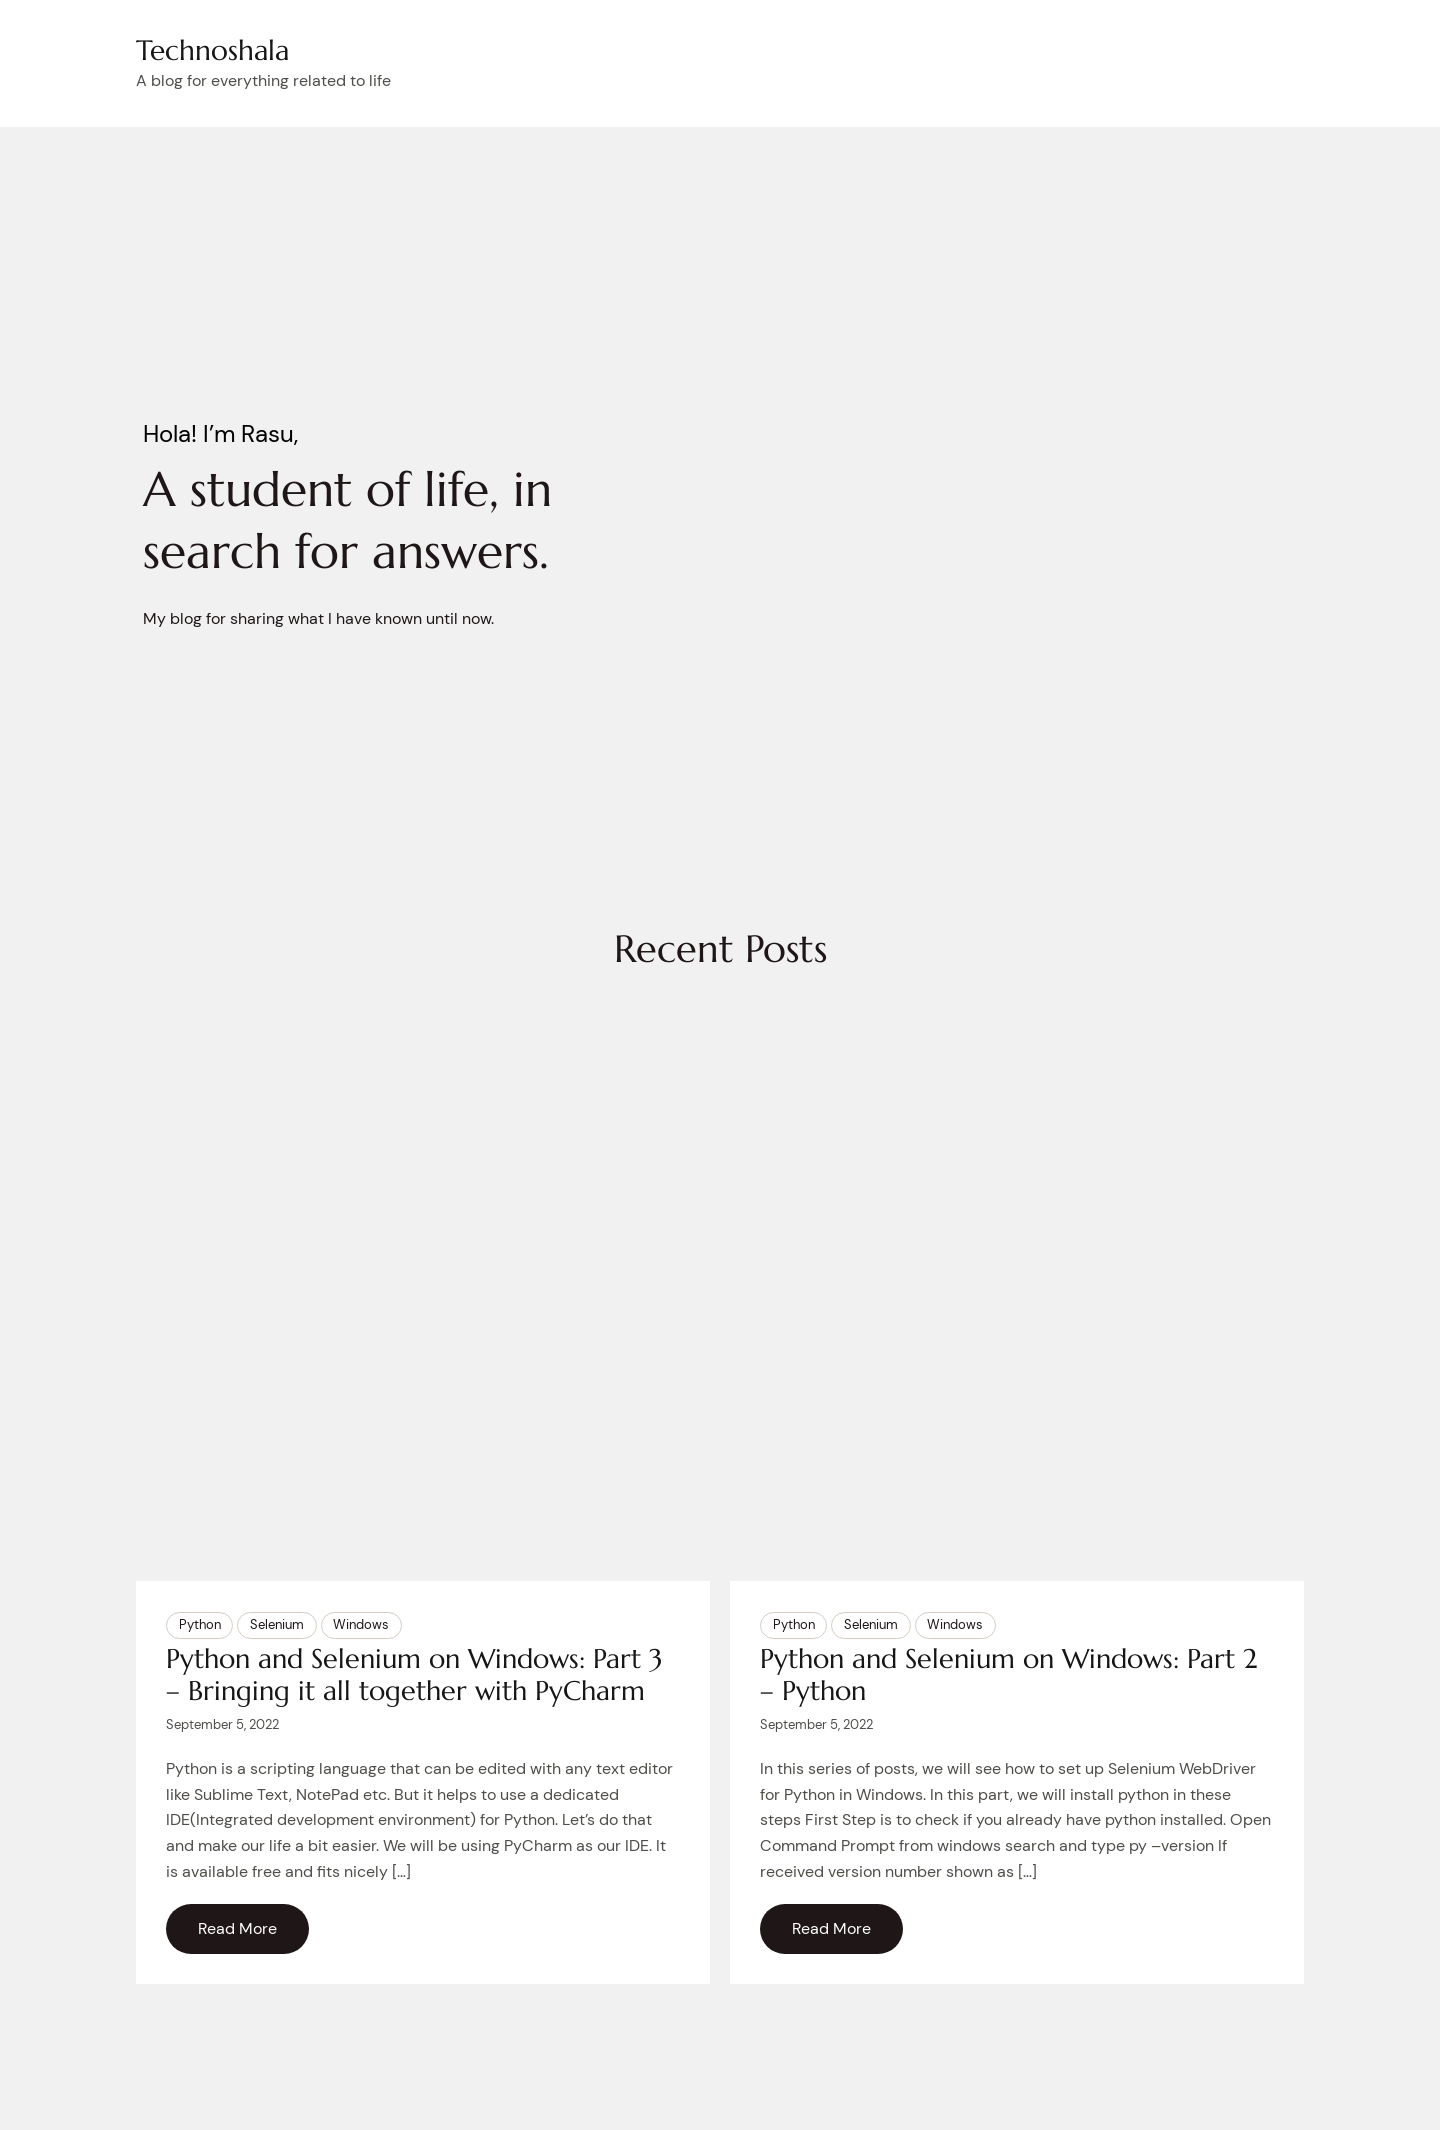 Technoshala
A blog for everything related to life
Hola! I’m Rasu,
A student of life, in
search for answers.
My blog for sharing what I have known until now.
Recent Posts
Python Selenium Windows
Python and Selenium on Windows: Part 3
– Bringing it all together with PyCharm
September 5, 2022
Python is a scripting language that can be edited with any text editor
like Sublime Text, NotePad etc. But it helps to use a dedicated
IDE(Integrated development environment) for Python. Let’s do that
and make our life a bit easier. We will be using PyCharm as our IDE. It
is available free and fits nicely […]
Read More
Python Selenium Windows
Python and Selenium on Windows: Part 2
– Python
September 5, 2022
In this series of posts, we will see how to set up Selenium WebDriver
for Python in Windows. In this part, we will install python in these
steps First Step is to check if you already have python installed. Open
Command Prompt from windows search and type py –version If
received version number shown as […]
Read More